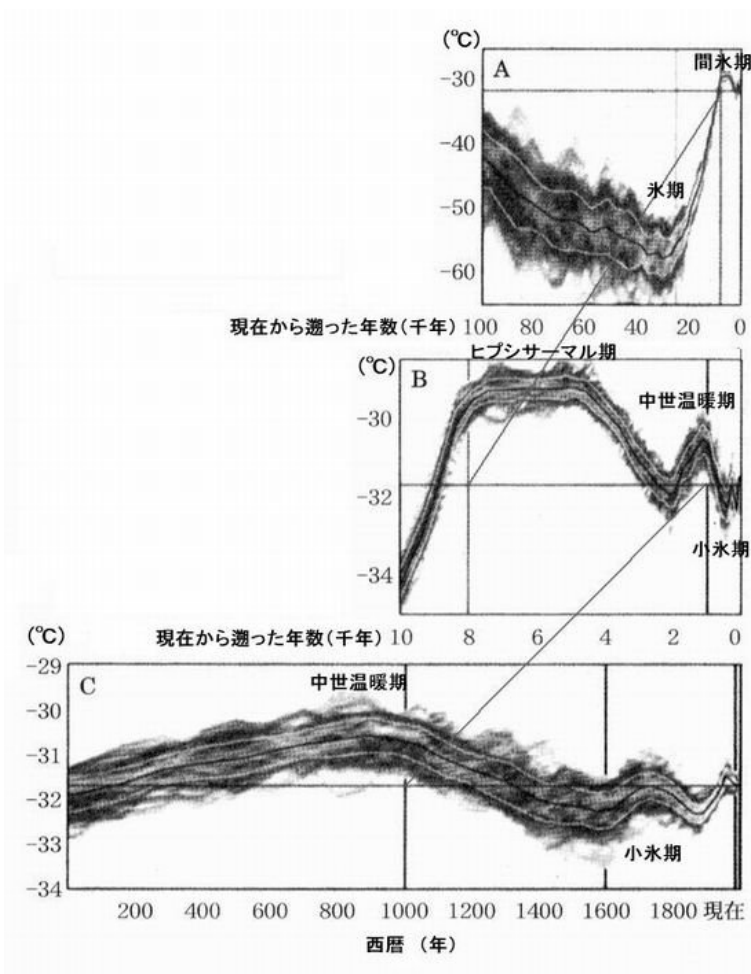 (℃)
A
間氷期
-30
-40
氷期
-50
-60
現在から遡った年数(千年) 100 80 60 40 20 0
ヒプシサーマル期
(℃)
B
中世温暖期
-30
-32
小氷期
-34
現在から遡った年数(千年) 10 8 6 4 2 0
(℃)
-29
C
中世温暖期
-30
-31
-32
小氷期
-33
-34
200 400 600 800 1000 1200 1400 1600 1800 現在
西暦 (年)